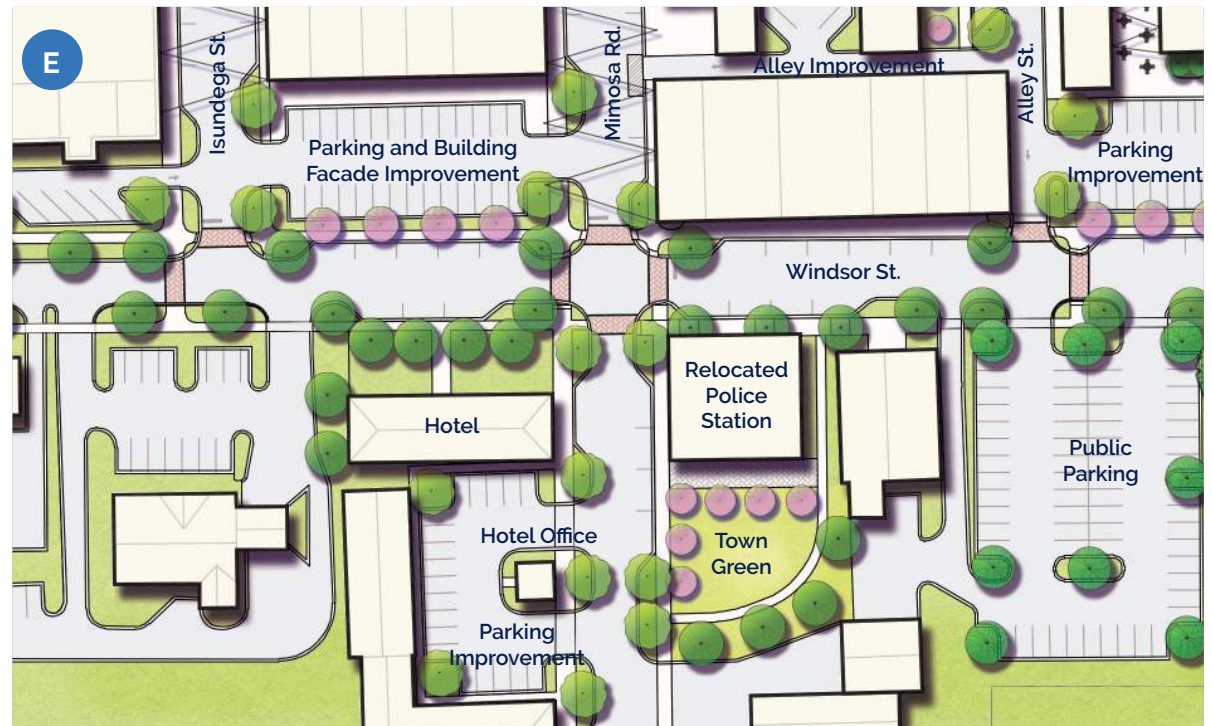 E
Isundega St.
Mimosa Rd.
Alley Improvement
Alley St.
Parking and Building
Facade Improvement
Parking
Improvement
Windsor St.
Relocated
Police
Station
Hotel
Public
Parking
Hotel Office
Town
Green
Parking
Improvement